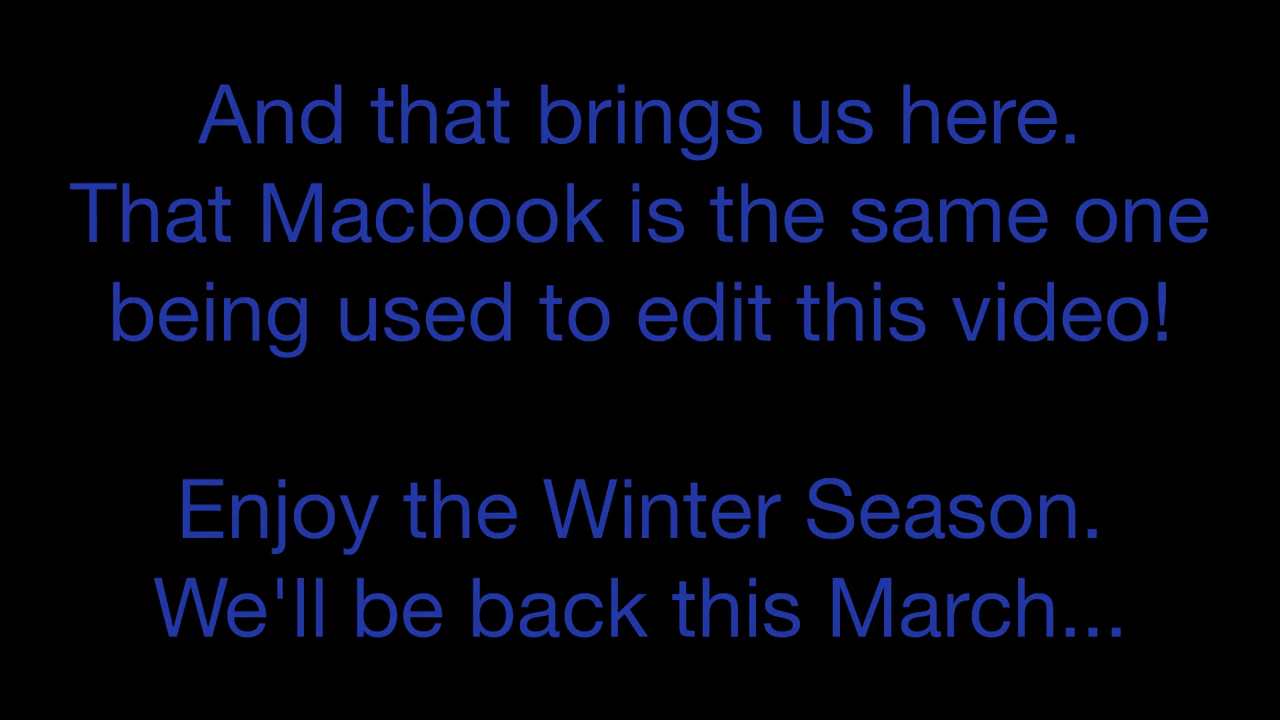 And that brings us here.
That Macbook is the same one
being used to edit this video!
Enjoy the Winter Season.
We'll be back this March...